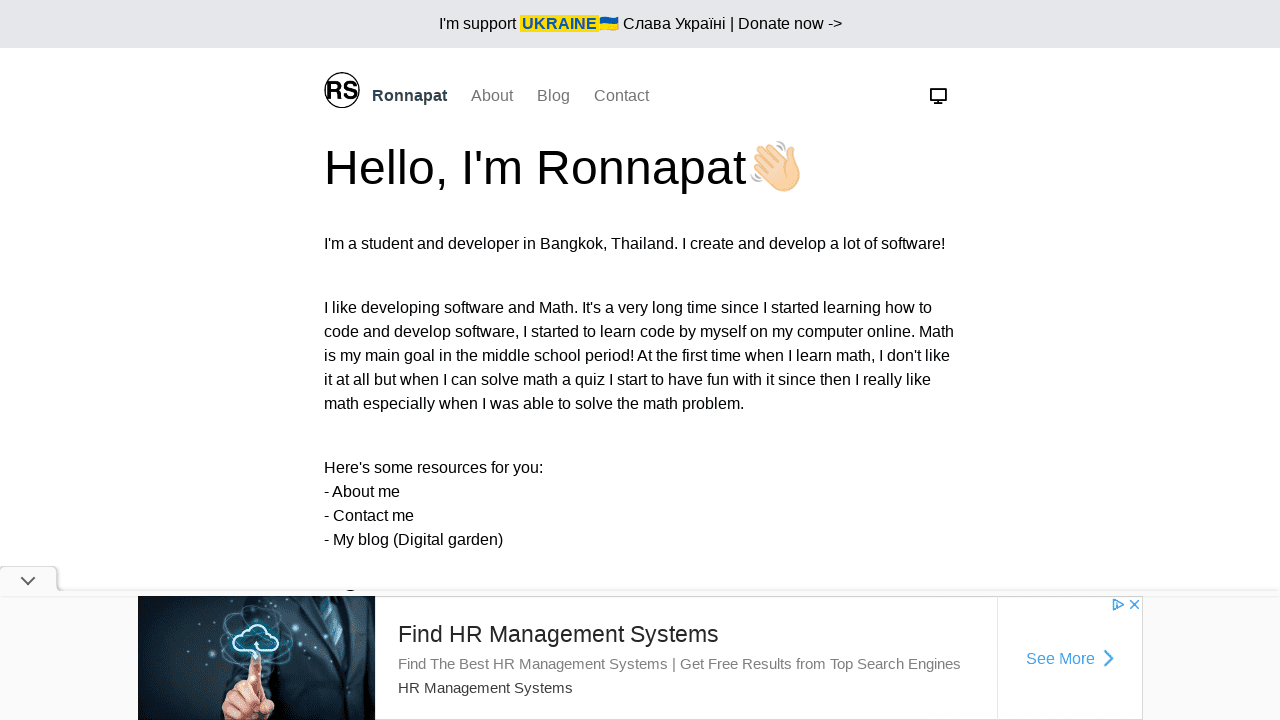 I'm support UKRAINE🇺🇦 Слава Україні | Donate now ->
RS Ronnapat About Blog Contact
Hello, I'm Ronnapat👋🏻
I'm a student and developer in Bangkok, Thailand. I create and develop a lot of software!
I like developing software and Math. It's a very long time since I started learning how to
code and develop software, I started to learn code by myself on my computer online. Math
is my main goal in the middle school period! At the first time when I learn math, I don't like
it at all but when I can solve math a quiz I start to have fun with it since then I really like
math especially when I was able to solve the math problem.
Here's some resources for you:
- About me
- Contact me
- My blog (Digital garden)
Find HR Management Systems
Find The Best HR Management Systems | Get Free Results from Top Search Engines
HR Management Systems
See More